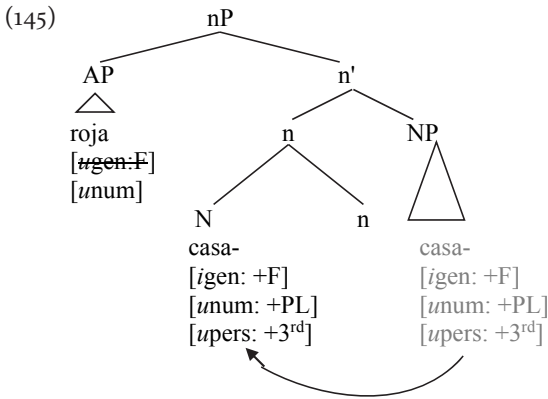 (145)
nP
AP n'
roja n NP
[ugen:F]
[unum]
N n
casa- casa-
[igen: +F] [igen: +F]
[unum: +PL] [unum: +PL]
[upers: +3rd] [upers: +3rd]